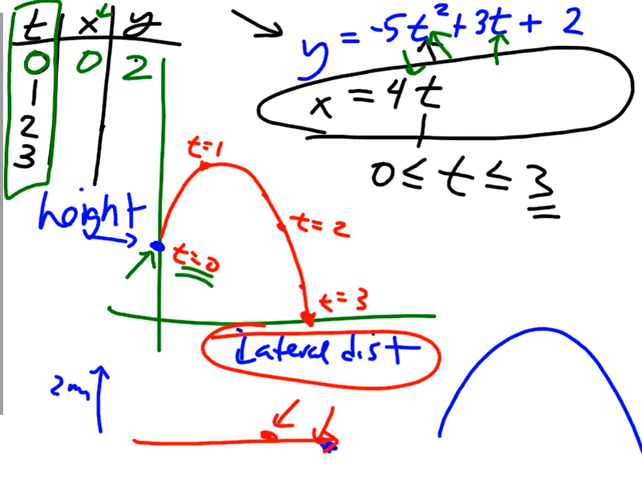 t x y
0 0 2
1
2
3
y = -5t² + 3t + 2
x = 4t
0 ≤ t ≤ 3
height
t=0
t=1
t=2
t=3
Lateral dist